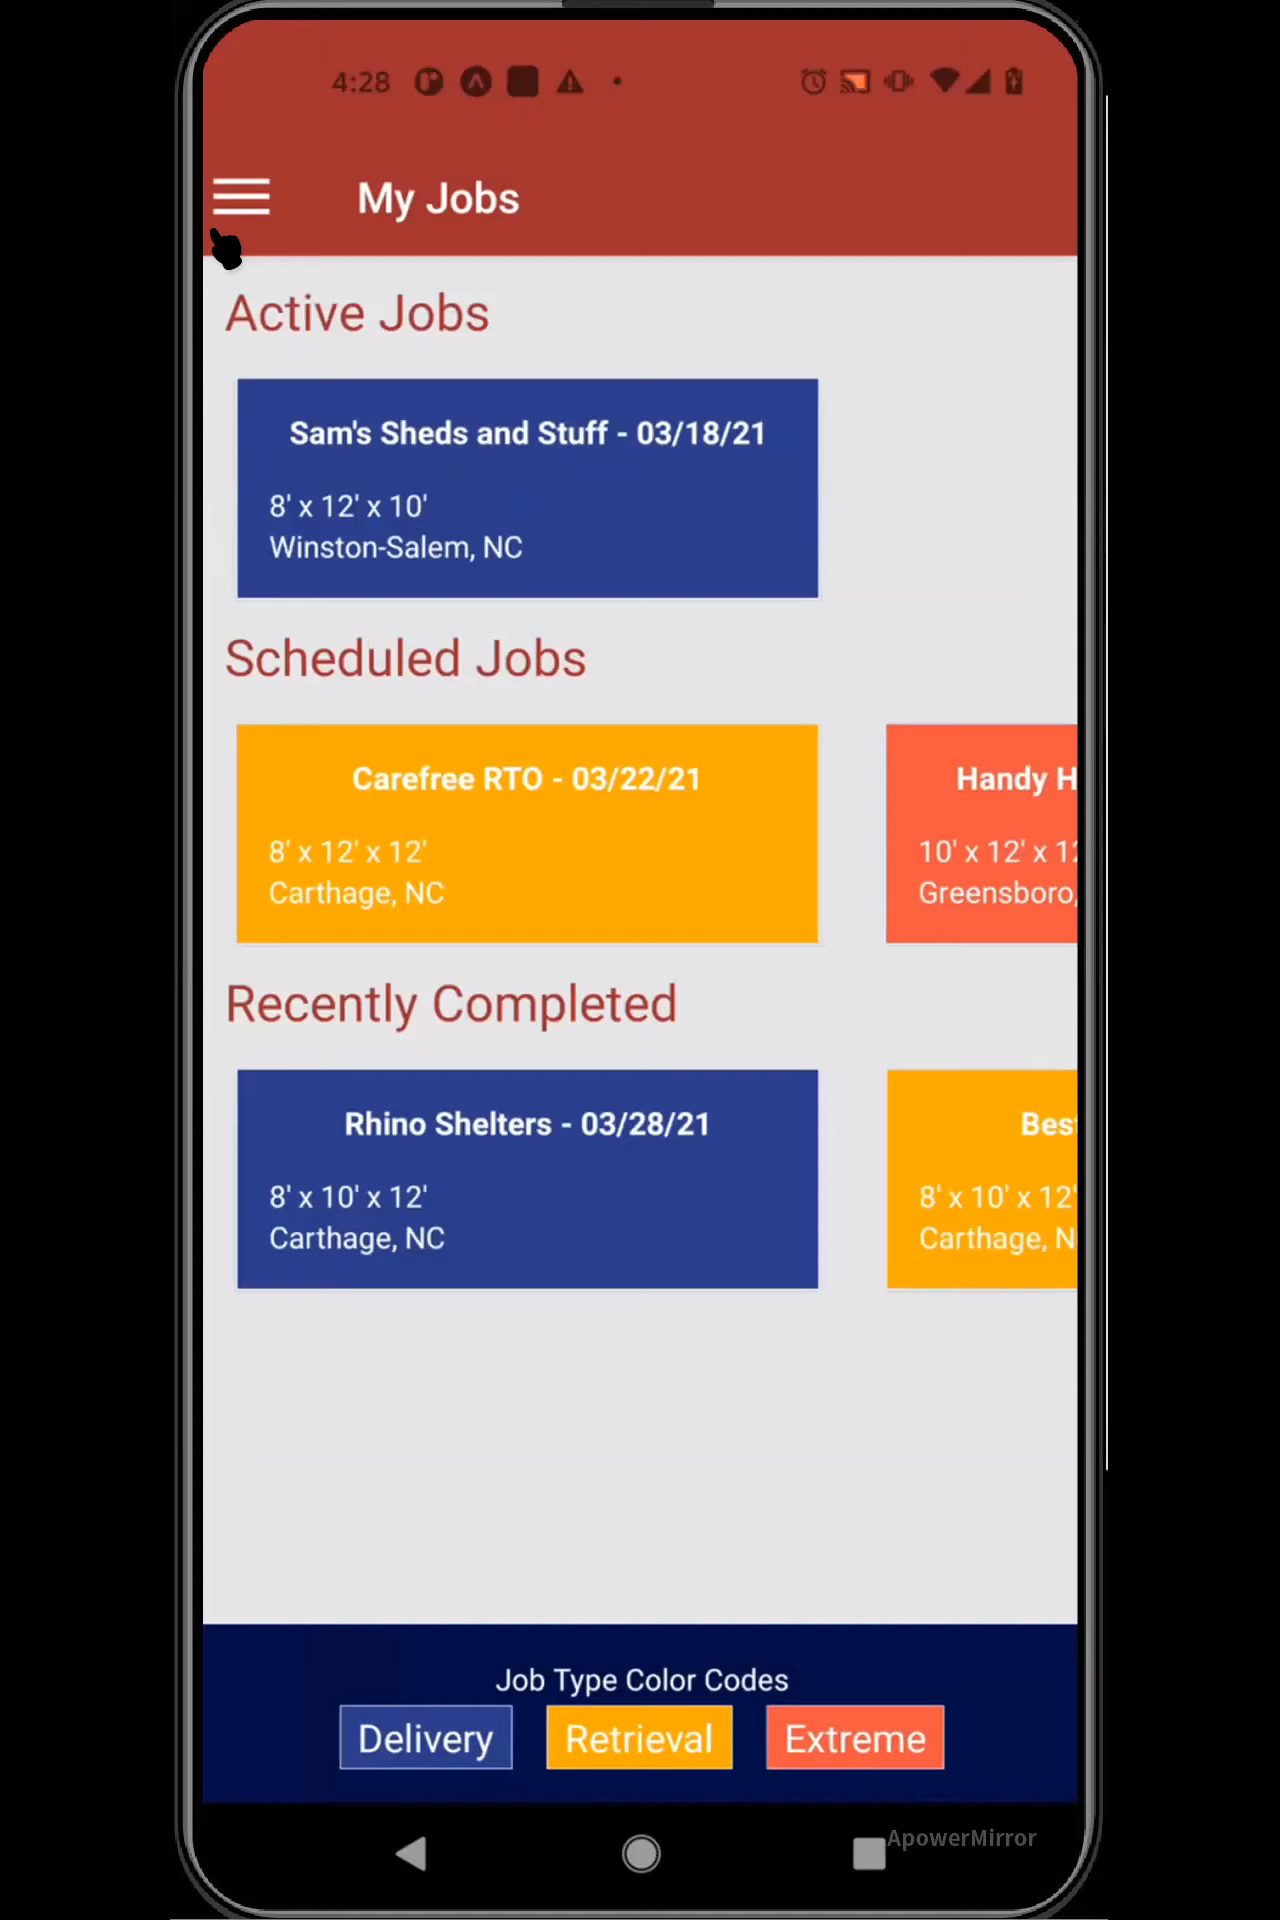 4:28
My Jobs
Active Jobs
Sam's Sheds and Stuff - 03/18/21
8' x 12' x 10'
Winston-Salem, NC
Scheduled Jobs
Carefree RTO - 03/22/21
8' x 12' x 12'
Carthage, NC
Handy H
10' x 12' x 12
Greensboro,
Recently Completed
Rhino Shelters - 03/28/21
8' x 10' x 12'
Carthage, NC
Best
8' x 10' x 12'
Carthage, N
Job Type Color Codes
Delivery
Retrieval
Extreme
ApowerMirror